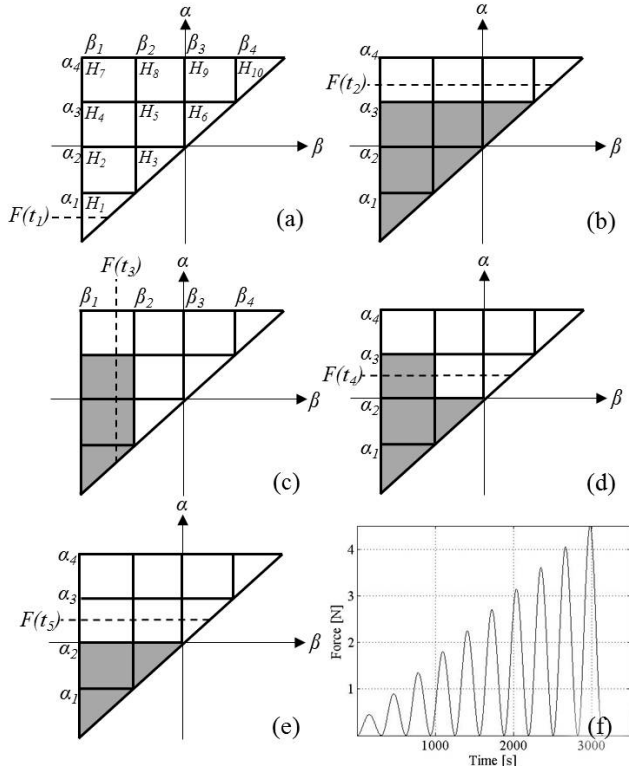 α α
β₁ β₂ β₃ β₄
α₄ H₇ H₈ H₉ H₁₀ α₄
F(t₂)
α₃ H₄ H₅ H₆ α₃
α₂ H₂ H₃ β α₂ β
α₁ H₁ α₁
F(t₁) (a) (b)
F(t₃) α α
β₁ β₂ β₃ β₄ α₄
α₃
F(t₄)
β α₂ β
α₁
(c) (d)
α
α₄
α₃
F(t₅)
α₂ β
α₁
(e)
Force [N]
4
3
2
1
1000 2000 3000
Time [s]
(f)